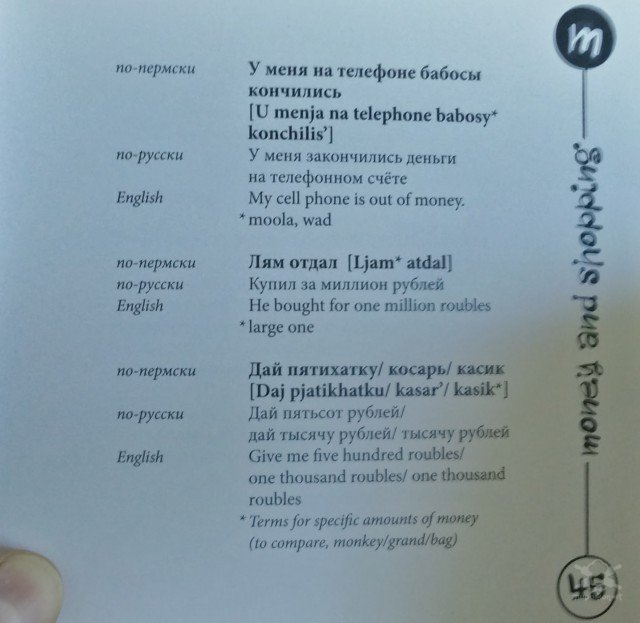 по-пермски
У меня на телефоне бабосы
кончились
[U menja na telephone babosy*
konchilis’]
по-русски
У меня закончились деньги
на телефонном счёте
English
My cell phone is out of money.
* moola, wad
по-пермски
Лям отдал [Ljam* atdal]
по-русски
Купил за миллион рублей
English
He bought for one million roubles
* large one
по-пермски
Дай пятихатку/ косарь/ касик
[Daj pjatikhatku/ kasar’/ kasik*]
по-русски
Дай пятьсот рублей/
дай тысячу рублей/ тысячу рублей
English
Give me five hundred roubles/
one thousand roubles/ one thousand
roubles
* Terms for specific amounts of money
(to compare, monkey/grand/bag)
m
money and shopping
45